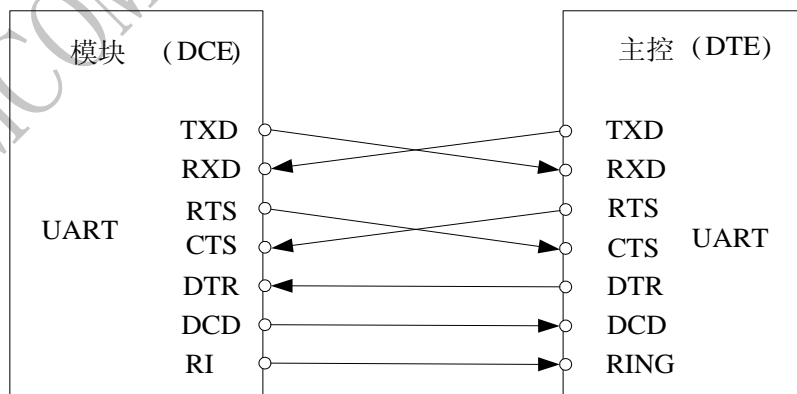 模块 (DCE)
主控 (DTE)
TXD
RXD
RTS
CTS
DTR
DCD
RI
UART
TXD
RXD
RTS
CTS
DTR
DCD
RING
UART